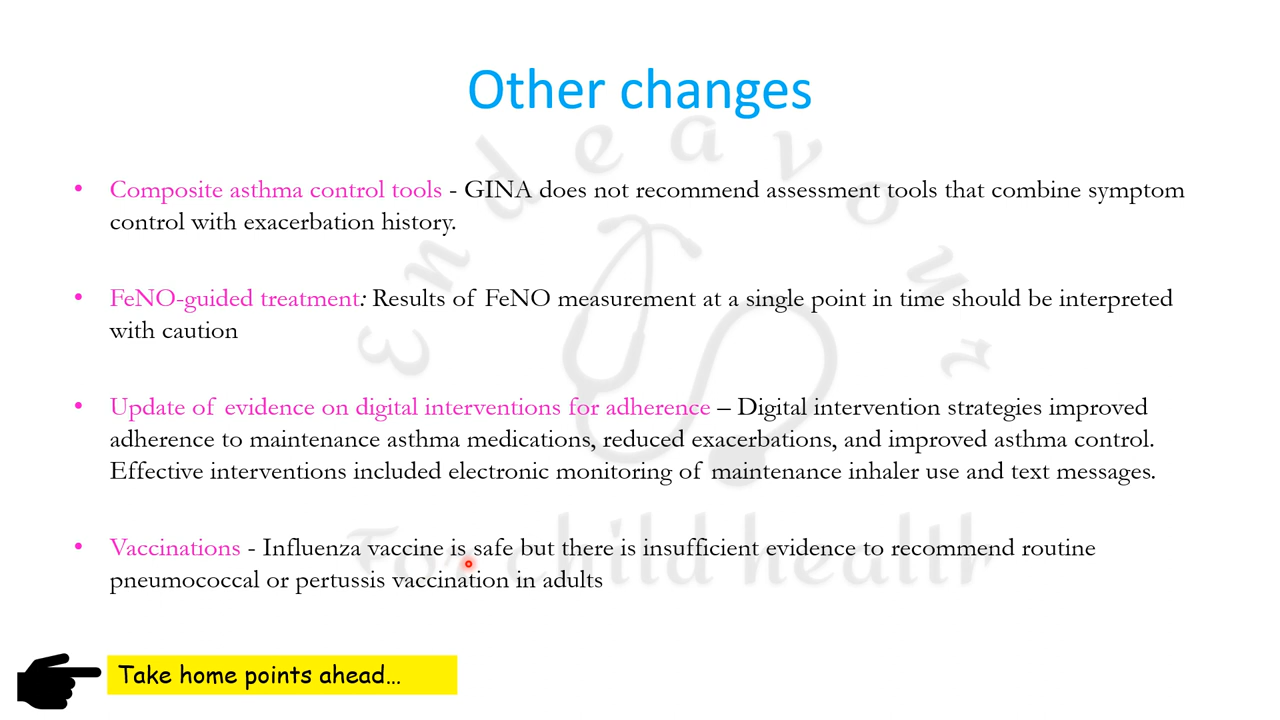 Other changes
• Composite asthma control tools - GINA does not recommend assessment tools that combine symptom
control with exacerbation history.
• FeNO-guided treatment: Results of FeNO measurement at a single point in time should be interpreted
with caution
• Update of evidence on digital interventions for adherence – Digital intervention strategies improved
adherence to maintenance asthma medications, reduced exacerbations, and improved asthma control.
Effective interventions included electronic monitoring of maintenance inhaler use and text messages.
• Vaccinations - Influenza vaccine is safe but there is insufficient evidence to recommend routine
pneumococcal or pertussis vaccination in adults
Take home points ahead...
Endeavour
For child health